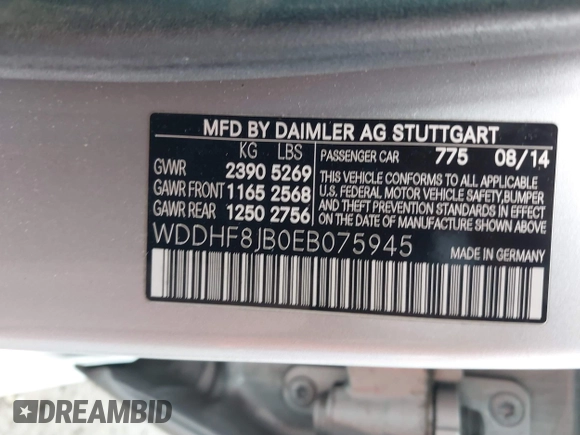 MFD BY DAIMLER AG STUTTGART
KG LBS PASSENGER CAR 775 08/14
GVWR 2390 5269
GAWR FRONT 1165 2568
GAWR REAR 1250 2756
THIS VEHICLE CONFORMS TO ALL APPLICABLE
U.S. FEDERAL MOTOR VEHICLE SAFETY,BUMPER
AND THEFT PREVENTION STANDARDS IN EFFECT
ON THE DATE OF MANUFACTURE SHOWN ABOVE
WDDHF8JB0EB075945
MADE IN GERMANY
DREAMBID